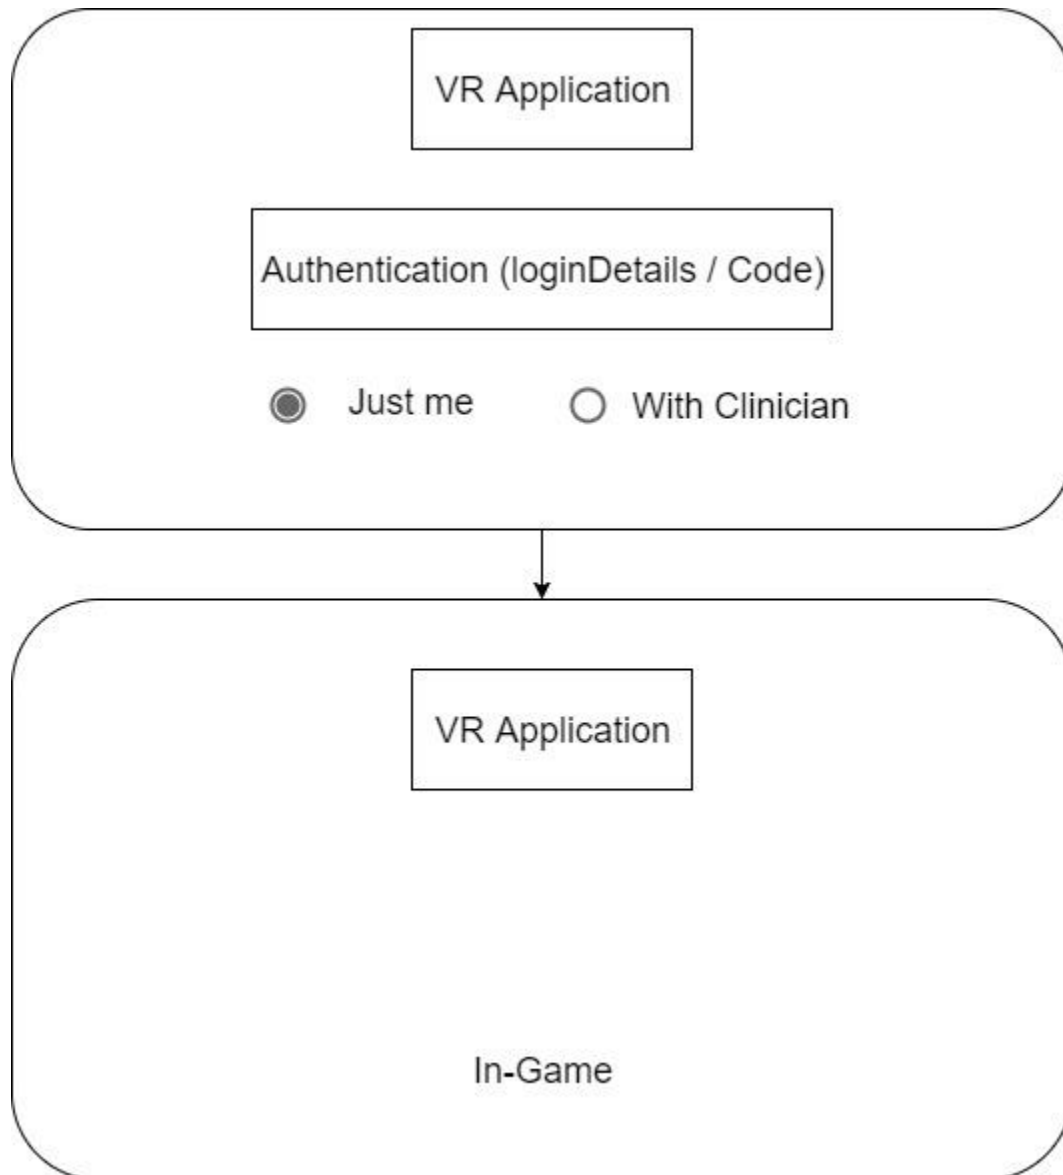 VR Application
Authentication (loginDetails / Code)
Just me
With Clinician
VR Application
In-Game